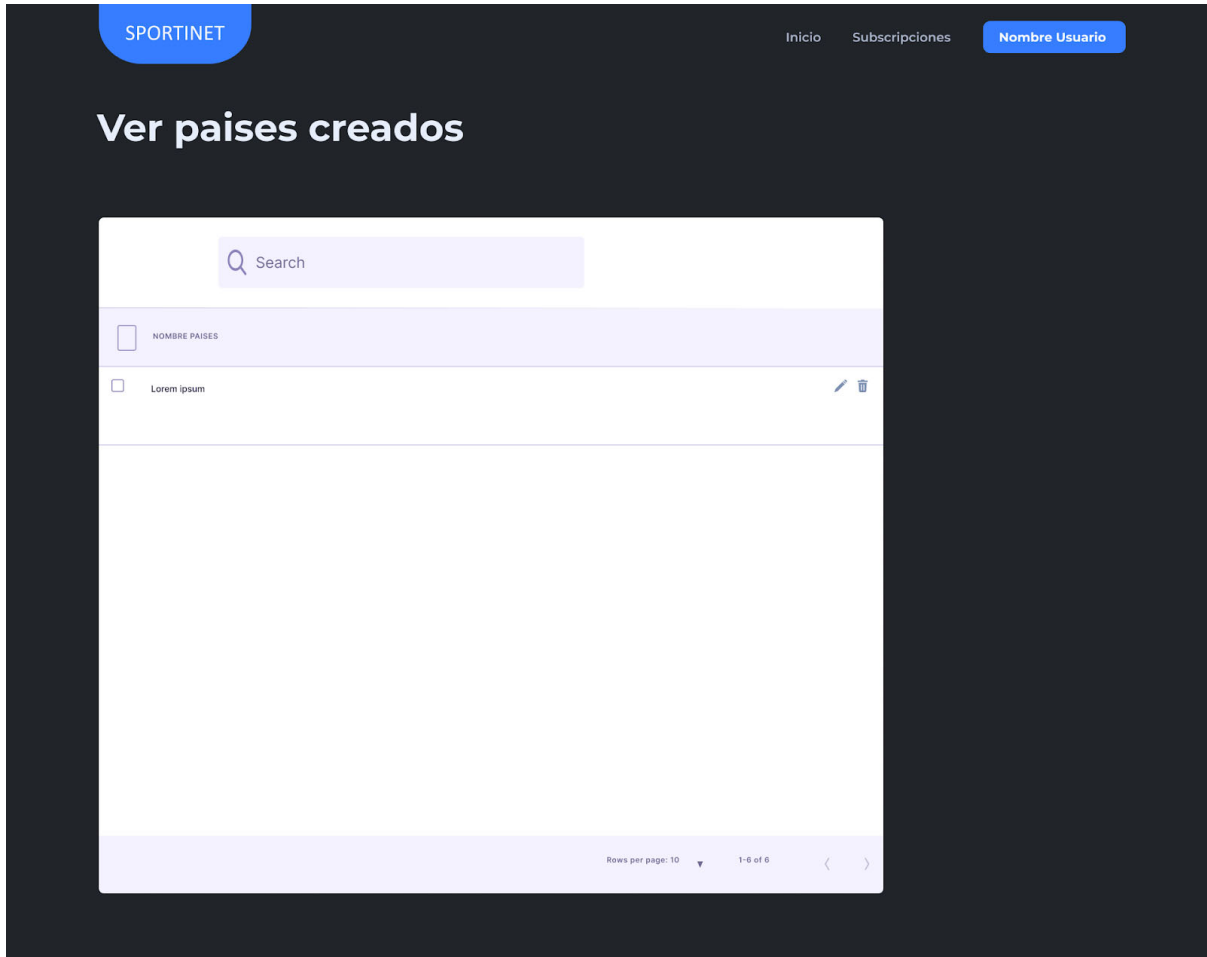 SPORTINET
Inicio Subscripciones Nombre Usuario
Ver paises creados
Search
NOMBRE PAISES
Lorem ipsum
Rows per page: 10 1-6 of 6